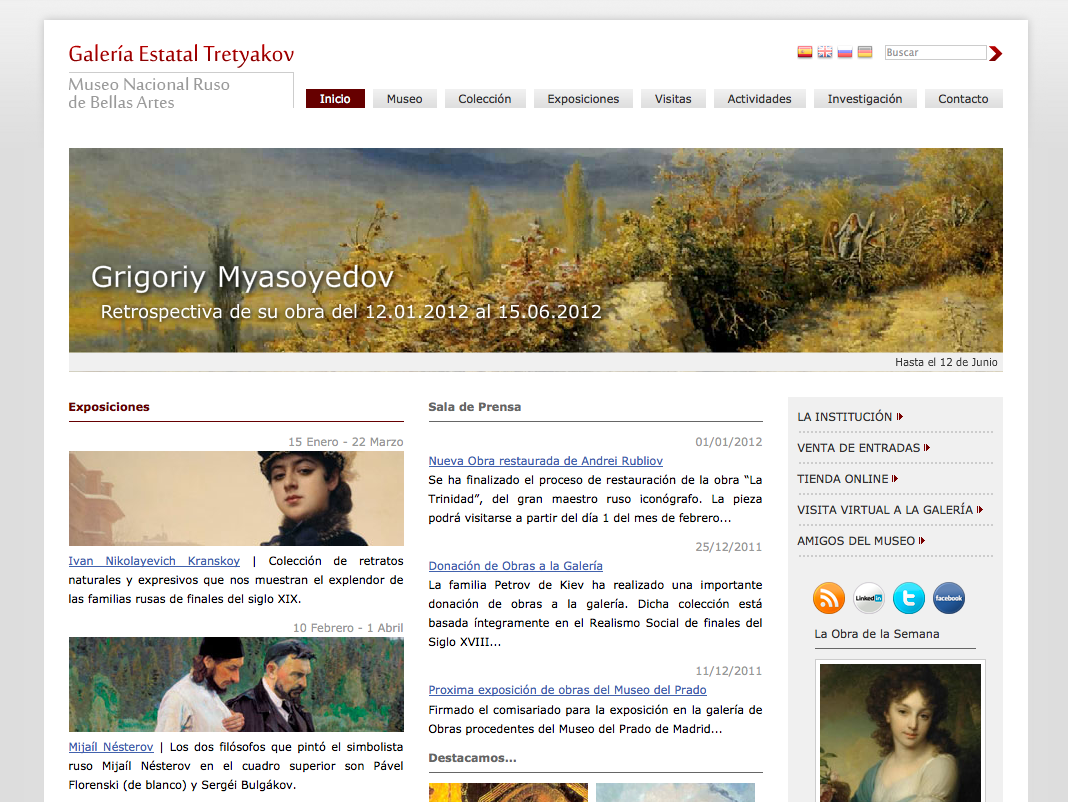 Galería Estatal Tretyakov
Museo Nacional Ruso
de Bellas Artes
Buscar
Inicio
Museo
Colección
Exposiciones
Visitas
Actividades
Investigación
Contacto
Grigoriy Myasoyedov
Retrospectiva de su obra del 12.01.2012 al 15.06.2012
Hasta el 12 de Junio
Exposiciones
15 Enero - 22 Marzo
Ivan Nikolayevich Kranskoy | Colección de retratos
naturales y expresivos que nos muestran el explendor de
las familias rusas de finales del siglo XIX.
10 Febrero - 1 Abril
Mijaíl Nésterov | Los dos filósofos que pintó el simbolista
ruso Mijaíl Nésterov en el cuadro superior son Pável
Florenski (de blanco) y Sergéi Bulgákov.
Sala de Prensa
01/01/2012
Nueva Obra restaurada de Andrei Rubliov
Se ha finalizado el proceso de restauración de la obra “La
Trinidad”, del gran maestro ruso iconógrafo. La pieza
podrá visitarse a partir del día 1 del mes de febrero...
25/12/2011
Donación de Obras a la Galería
La familia Petrov de Kiev ha realizado una importante
donación de obras a la galería. Dicha colección está
basada íntegramente en el Realismo Social de finales del
Siglo XVIII...
11/12/2011
Proxima exposición de obras del Museo del Prado
Firmado el comisariado para la exposición en la galería de
Obras procedentes del Museo del Prado de Madrid...
Destacamos...
LA INSTITUCIÓN
VENTA DE ENTRADAS
TIENDA ONLINE
VISITA VIRTUAL A LA GALERÍA
AMIGOS DEL MUSEO
Linked in
facebook
La Obra de la Semana